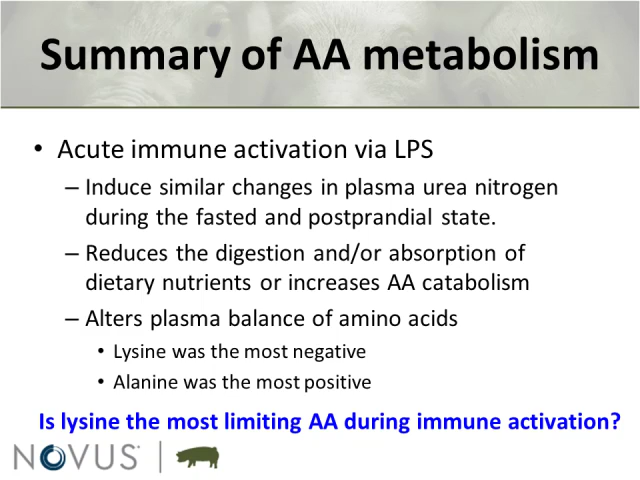 Summary of AA metabolism
• Acute immune activation via LPS
– Induce similar changes in plasma urea nitrogen
during the fasted and postprandial state.
– Reduces the digestion and/or absorption of
dietary nutrients or increases AA catabolism
– Alters plasma balance of amino acids
• Lysine was the most negative
• Alanine was the most positive
Is lysine the most limiting AA during immune activation?
NOVUS